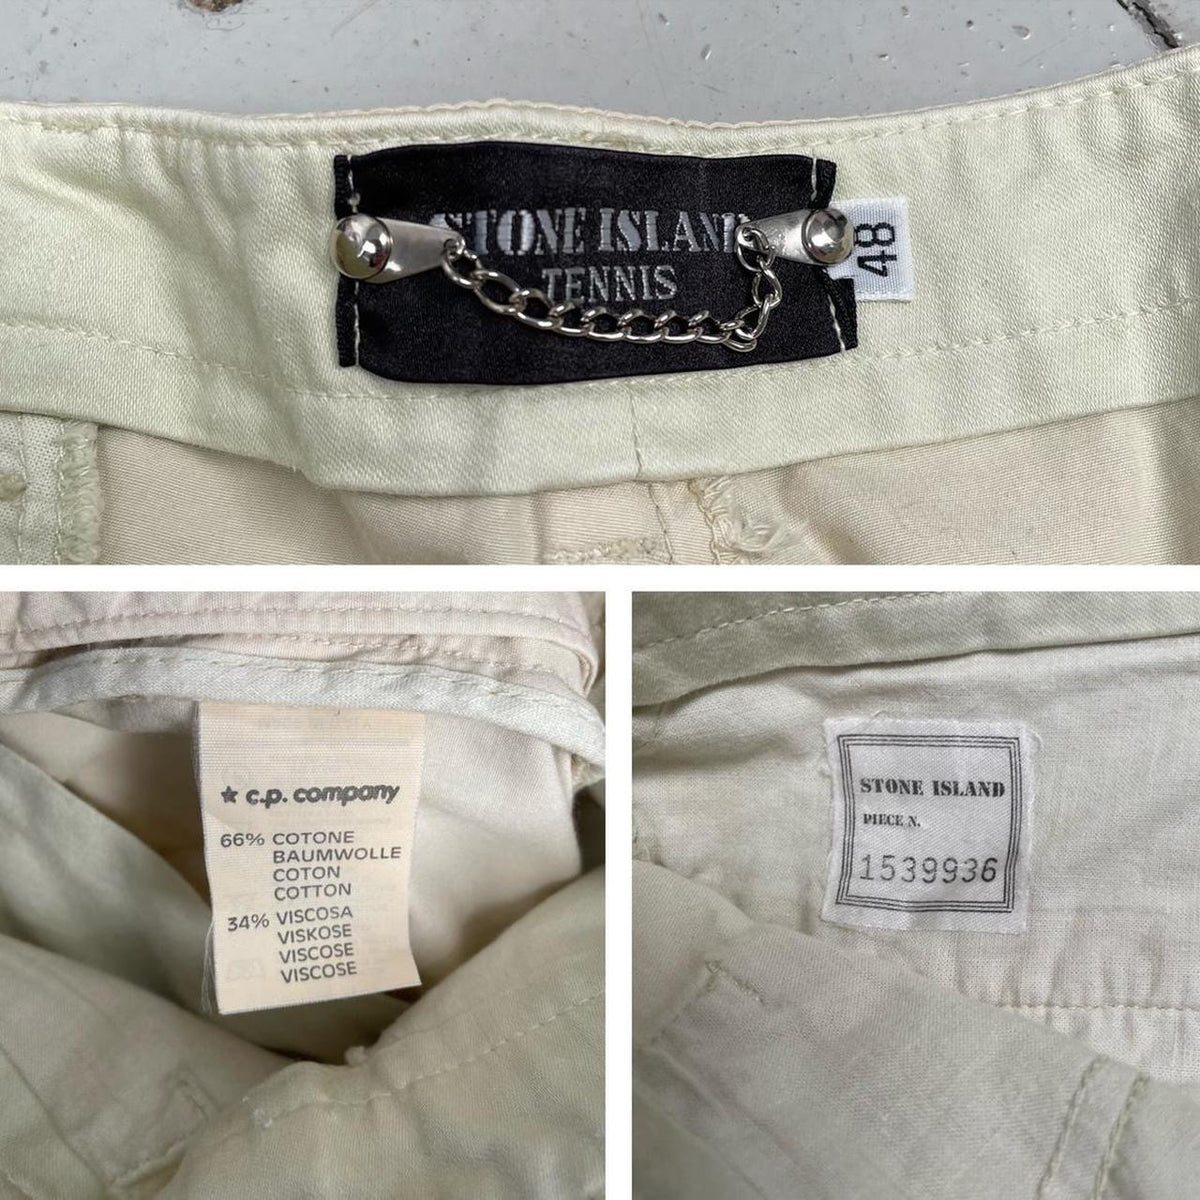 STONE ISLAND
TENNIS
48
c.p. company
66% COTONE
BAUMWOLLE
COTON
COTTON
34% VISCOSA
VISKOSE
VISCOSE
VISCOSE
STONE ISLAND
PIECE N.
1539936